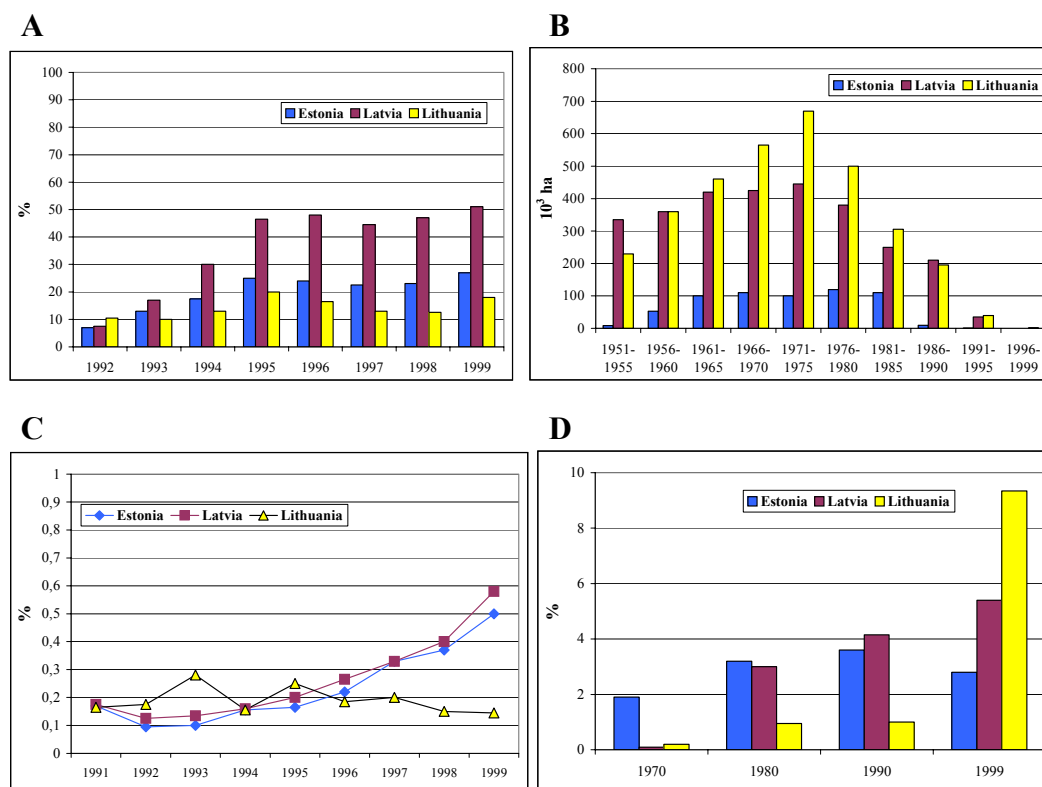 A
100
90
80
70
60
50
40
30
20
10
0
%
Estonia Latvia Lithuania
1992 1993 1994 1995 1996 1997 1998 1999
B
800
700
600
500
400
300
200
100
0
10³ ha
Estonia Latvia Lithuania
1951- 1956- 1961- 1966- 1971- 1976- 1981- 1986- 1991- 1996-
1955 1960 1965 1970 1975 1980 1985 1990 1995 1999
C
1
0,9
0,8
0,7
0,6
0,5
0,4
0,3
0,2
0,1
0
%
Estonia Latvia Lithuania
1991 1992 1993 1994 1995 1996 1997 1998 1999
D
10
8
6
4
2
0
%
Estonia Latvia Lithuania
1970 1980 1990 1999